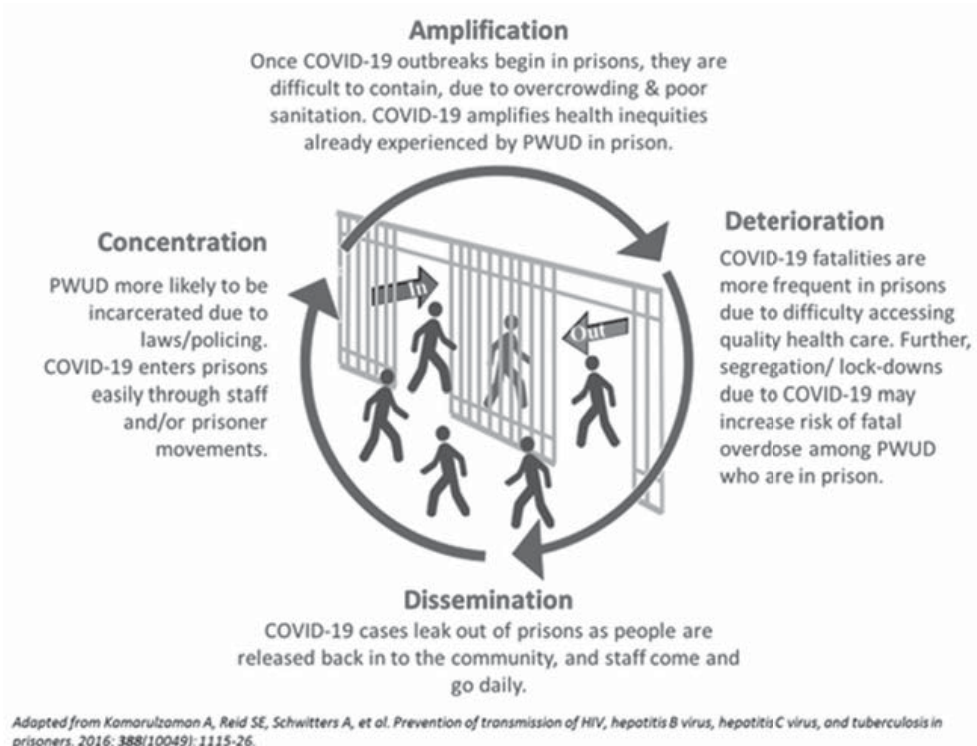 Amplification
Once COVID-19 outbreaks begin in prisons, they are
difficult to contain, due to overcrowding & poor
sanitation. COVID-19 amplifies health inequities
already experienced by PWUD in prison.
Concentration
PWUD more likely to be
incarcerated due to
laws/policing.
COVID-19 enters prisons
easily through staff
and/or prisoner
movements.
In
Out
Deterioration
COVID-19 fatalities are
more frequent in prisons
due to difficulty accessing
quality health care. Further,
segregation/ lock-downs
due to COVID-19 may
increase risk of fatal
overdose among PWUD
who are in prison.
Dissemination
COVID-19 cases leak out of prisons as people are
released back in to the community, and staff come and
go daily.
Adapted from Kamarulzaman A, Reid SE, Schwitters A, et al. Prevention of transmission of HIV, hepatitis B virus, hepatitis C virus, and tuberculosis in
prisoners. 2016; 388(10049): 1115-26.